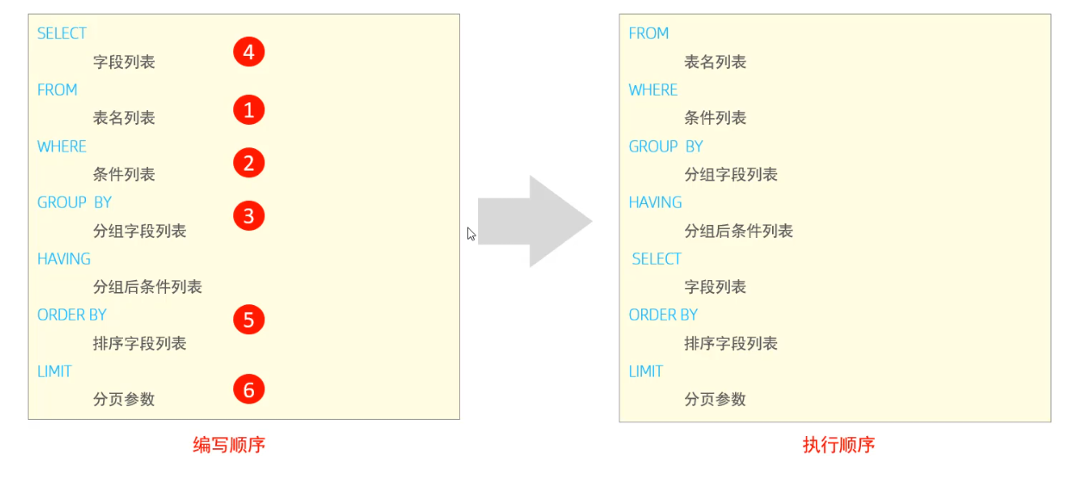 SELECT
字段列表
4
FROM
表名列表
1
WHERE
条件列表
2
GROUP BY
分组字段列表
3
HAVING
分组后条件列表
ORDER BY
排序字段列表
5
LIMIT
分页参数
6
编写顺序
FROM
表名列表
WHERE
条件列表
GROUP BY
分组字段列表
HAVING
分组后条件列表
SELECT
字段列表
ORDER BY
排序字段列表
LIMIT
分页参数
执行顺序